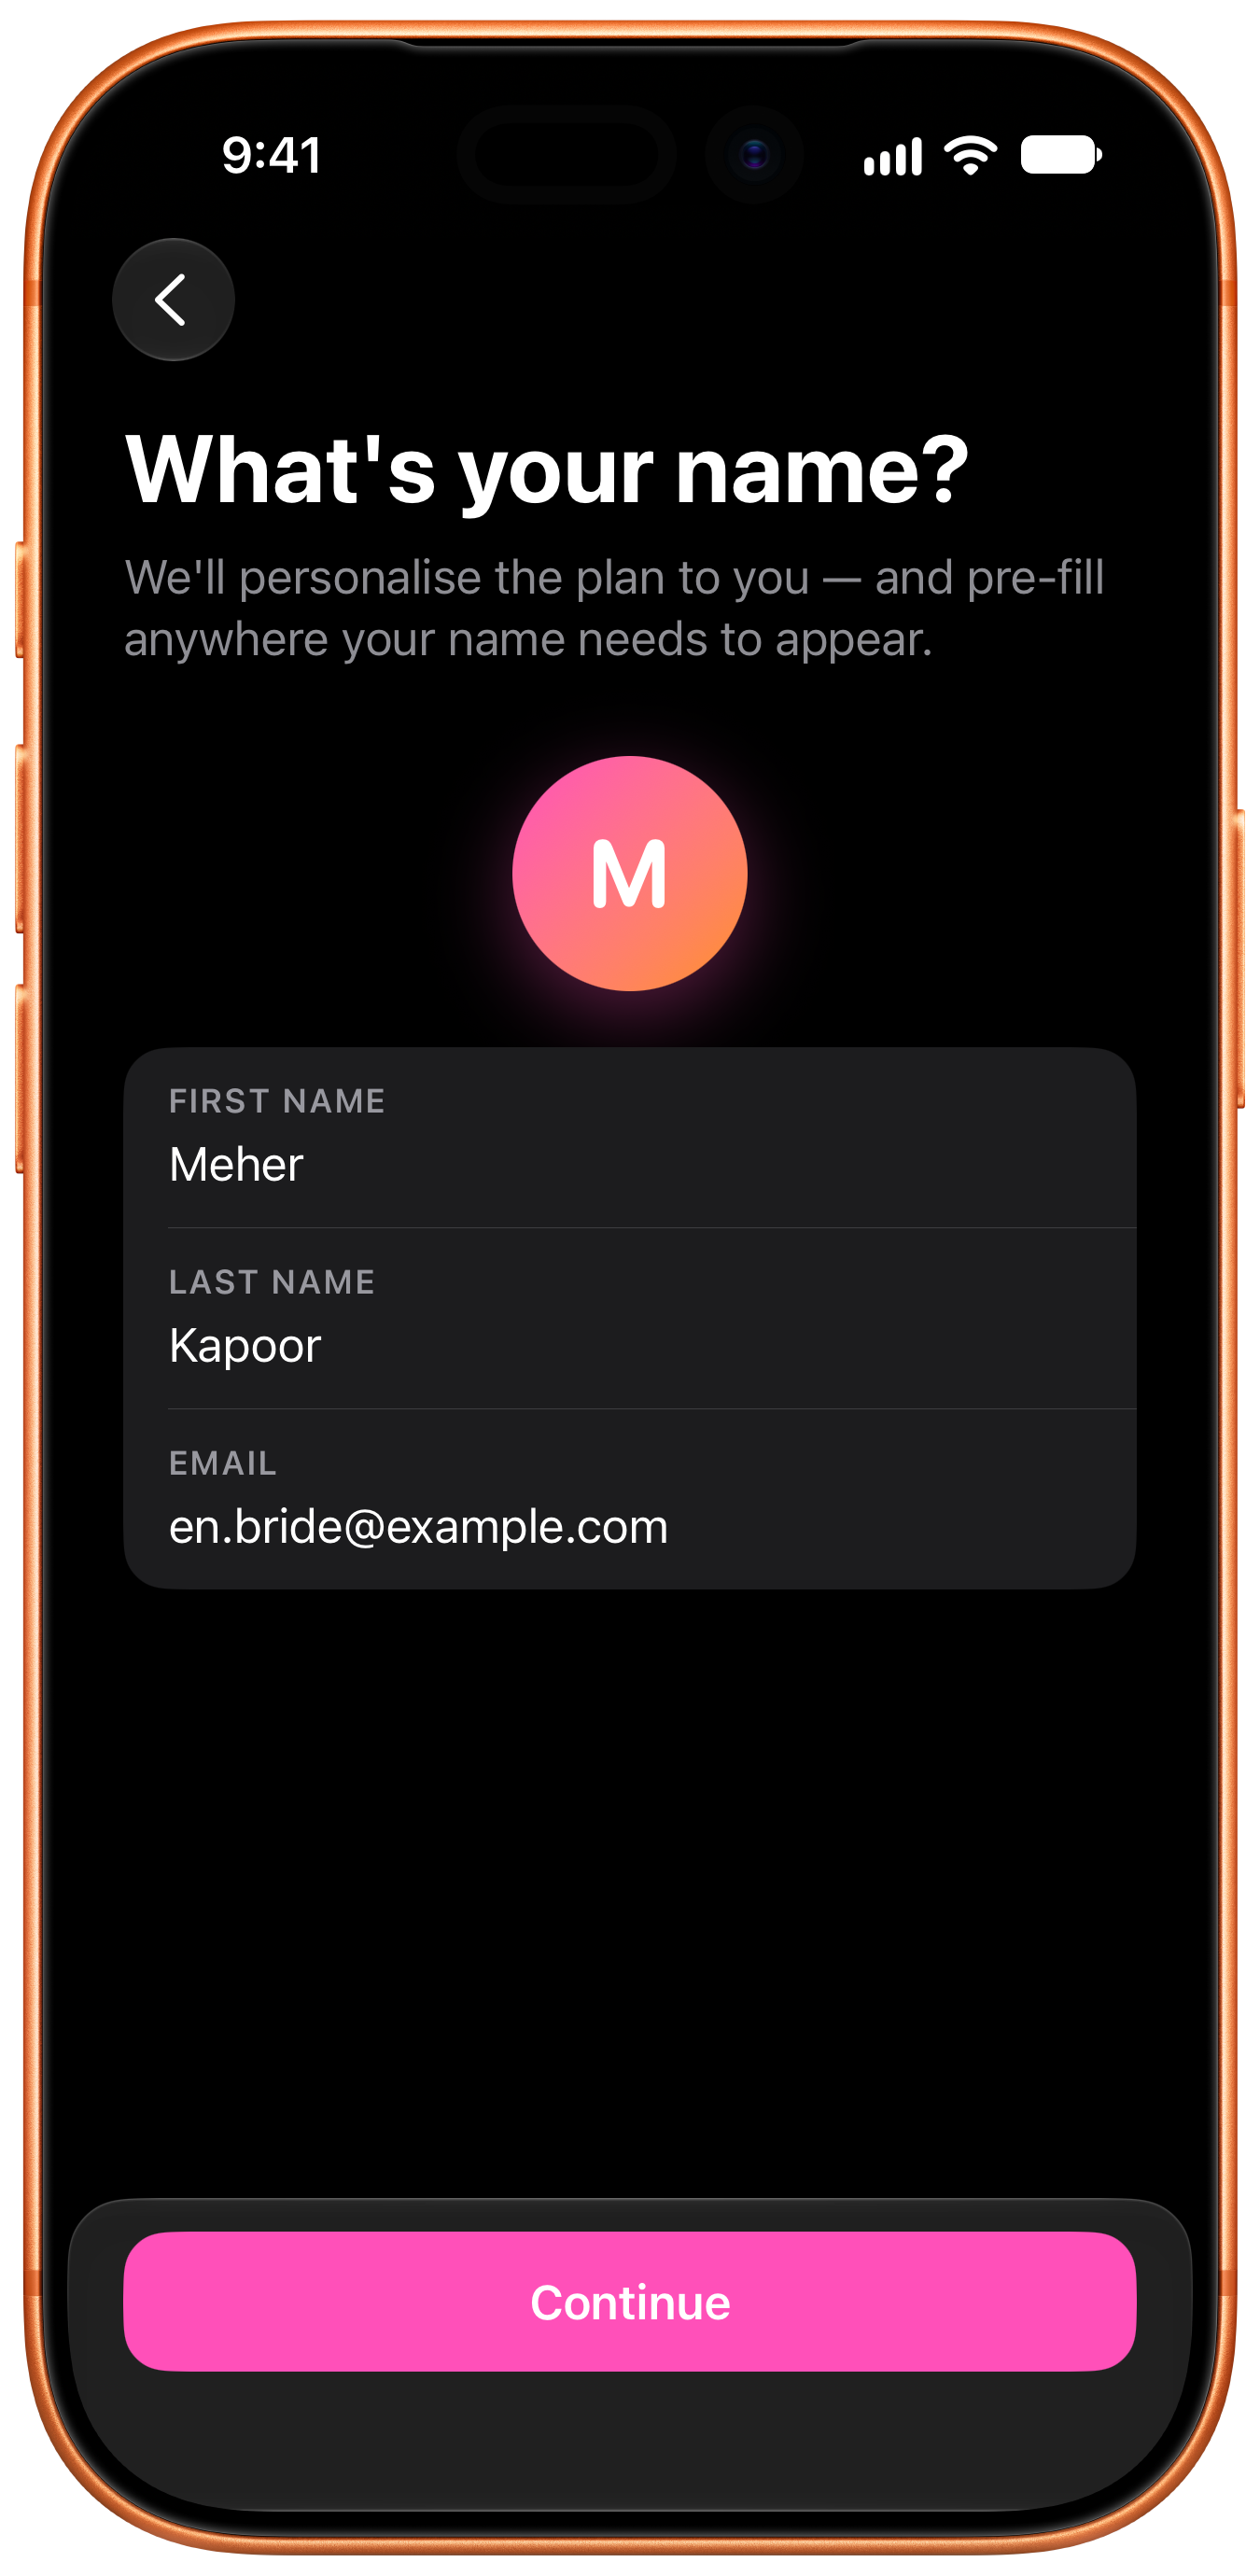 9:41
What's your name?
We'll personalise the plan to you — and pre-fill
anywhere your name needs to appear.
M
FIRST NAME
Meher
LAST NAME
Kapoor
EMAIL
en.bride@example.com
Continue